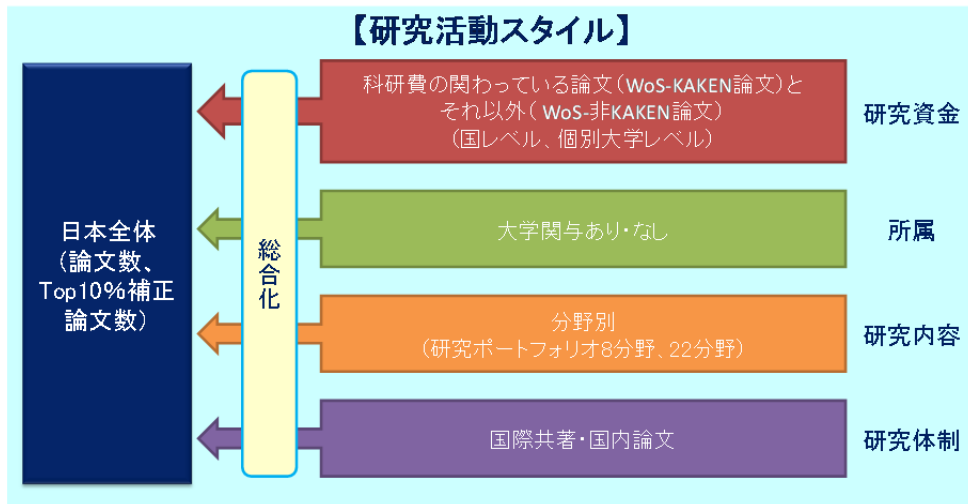 【研究活動スタイル】
科研費の関わっている論文(WoS-KAKEN論文)と
それ以外( WoS-非KAKEN論文)
(国レベル、個別大学レベル)
研究資金
大学関与あり・なし
所属
日本全体
(論文数、
Top10%補正
論文数)
総合化
分野別
(研究ポートフォリオ8分野、22分野)
研究内容
国際共著・国内論文
研究体制